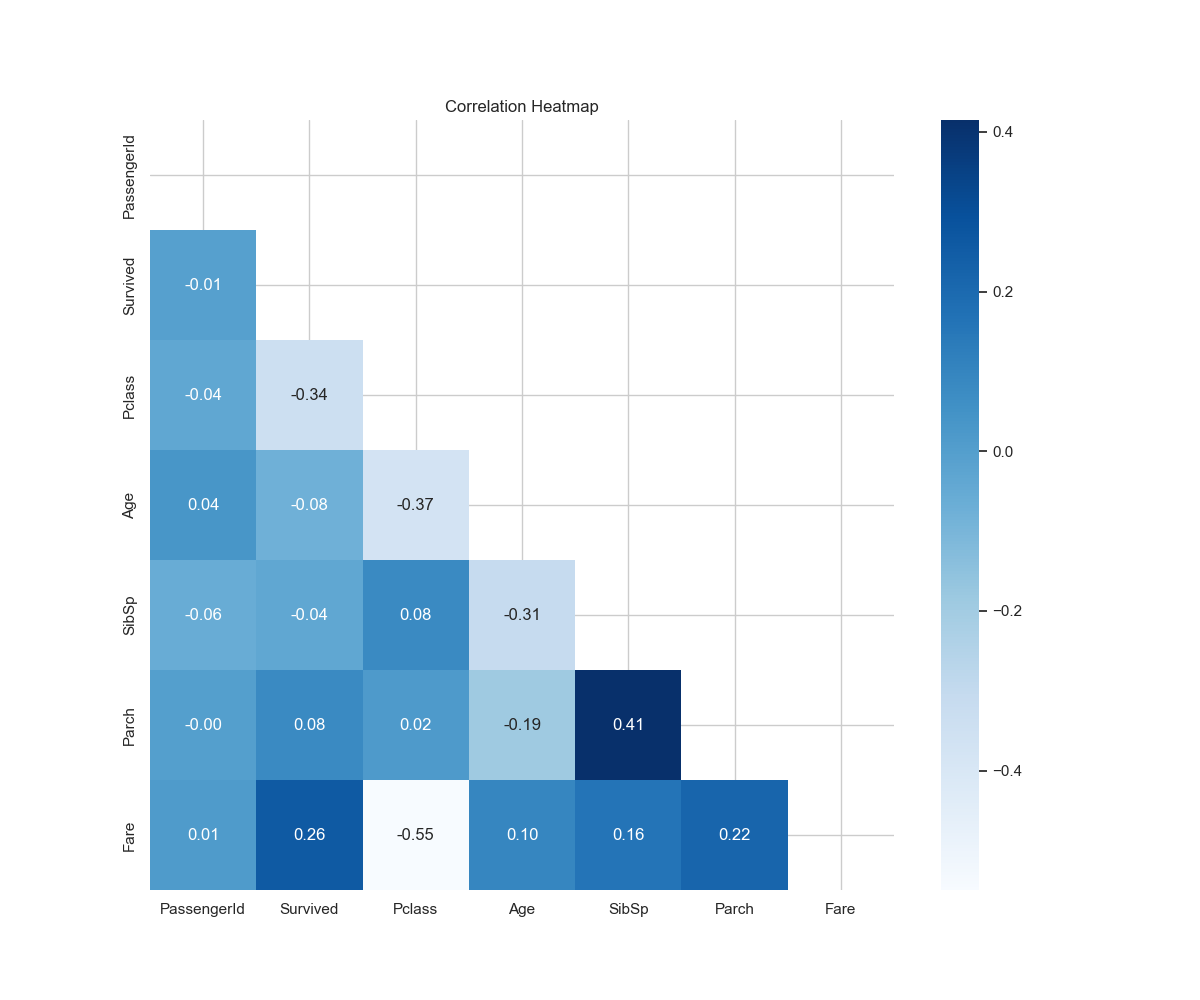 Correlation Heatmap
PassengerId
Survived -0.01
Pclass -0.04 -0.34
Age 0.04 -0.08 -0.37
SibSp -0.06 -0.04 0.08 -0.31
Parch -0.00 0.08 0.02 -0.19 0.41
Fare 0.01 0.26 -0.55 0.10 0.16 0.22
PassengerId Survived Pclass Age SibSp Parch Fare
0.4
0.2
0.0
−0.2
−0.4